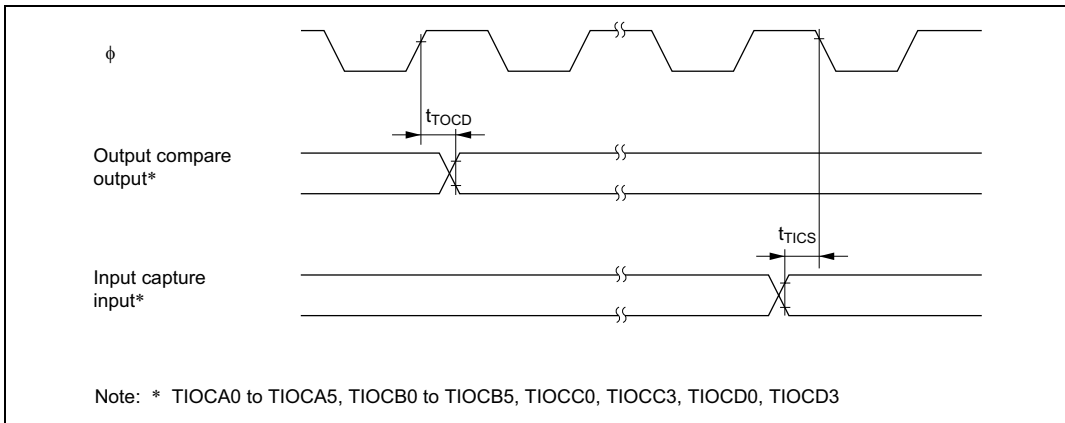 ϕ
tTOCD
Output compare
output*
tTICS
Input capture
input*
Note: * TIOCA0 to TIOCA5, TIOCB0 to TIOCB5, TIOCC0, TIOCC3, TIOCD0, TIOCD3